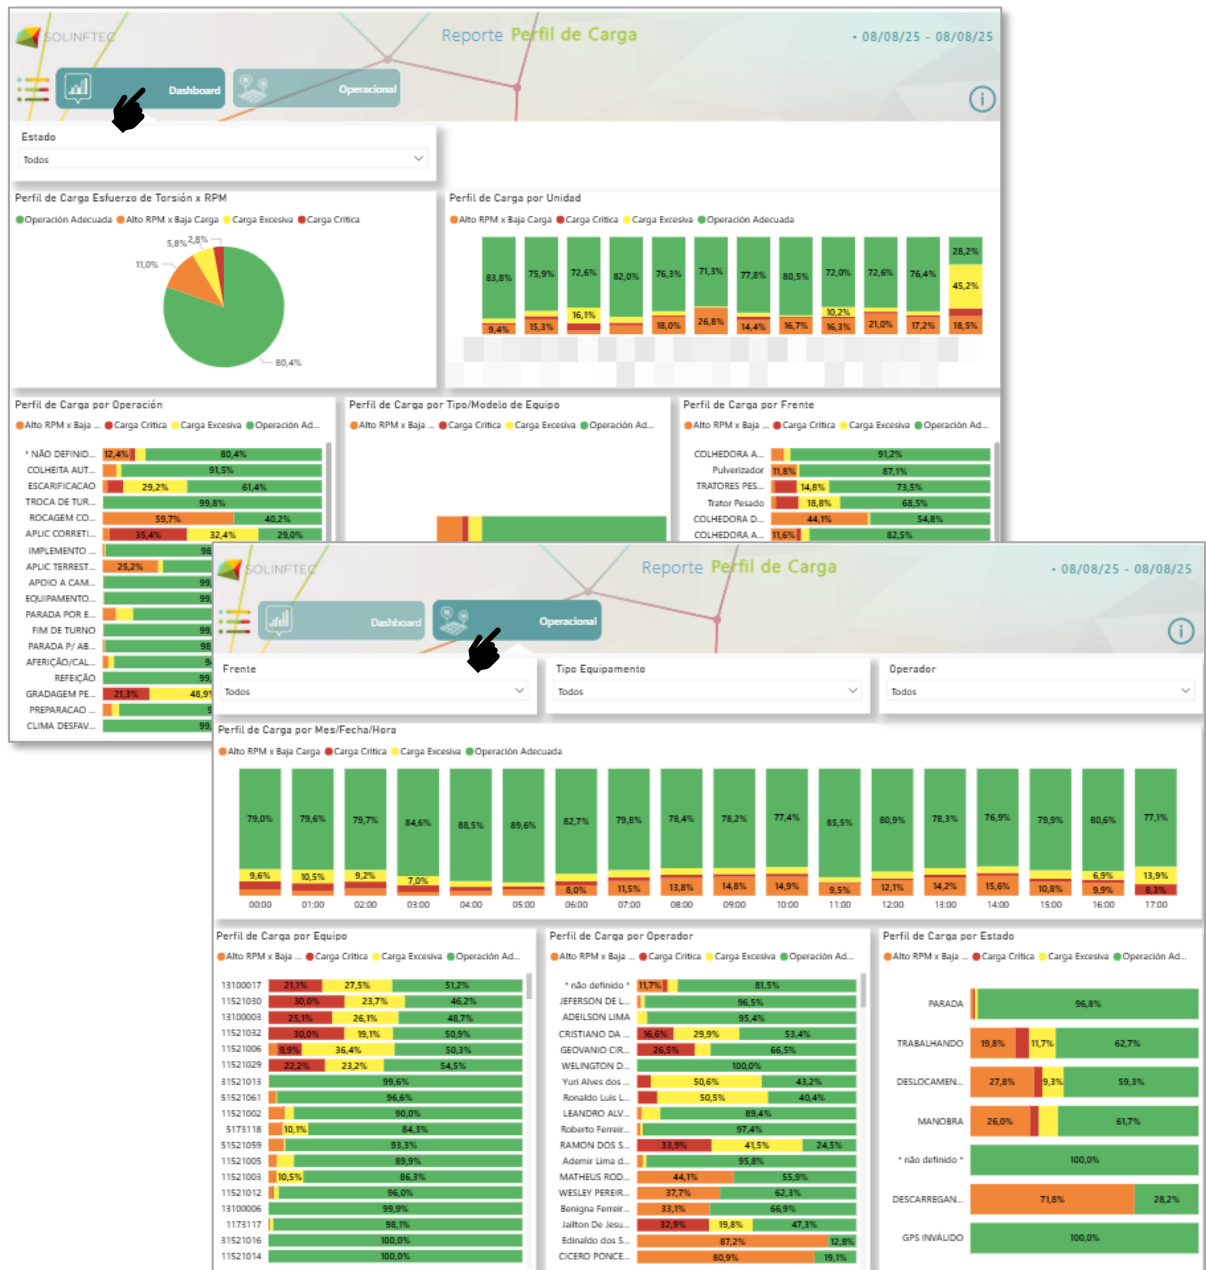 SOLINFTEC
Reporte Perfil de Carga
• 08/08/25 - 08/08/25
Dashboard
Operacional
Estado
Todos
Perfil de Carga Esfuerzo de Torsión x RPM
Operación Adecuada Alto RPM x Baja Carga Carga Excesiva Carga Critica
5,8% 2,8%
11,0%
80,4%
Perfil de Carga por Unidad
Alto RPM x Baja Carga Carga Critica Carga Excesiva Operación Adecuada
83,8% 75,9% 72,6% 82,0% 76,3% 71,3% 77,8% 80,5% 72,0% 72,6% 76,4% 28,2%
45,2%
16,1% 10,2%
9,4% 15,3% 18,0% 26,8% 14,4% 16,7% 16,3% 21,0% 17,2% 18,5%
Perfil de Carga por Operación
Alto RPM x Baja ... Carga Critica Carga Excesiva Operación Ad...
* NÃO DEFINID... 12,4% 80,4%
COLHEITA AUT... 91,5%
ESCARIFICACAO 29,2% 61,4%
TROCA DE TUR... 99,8%
ROCAGEM CO... 59,7% 40,2%
APLIC CORRETI... 35,4% 32,4% 29,0%
IMPLEMENTO ... 98
APLIC TERREST... 25,2%
APOIO A CAM... 99,
EQUIPAMENTO... 99,
PARADA POR E...
FIM DE TURNO 99,
PARADA P/ AB... 98,
AFERIÇÃO/CAL... 94
REFEIÇÃO 99,
GRADAGEM PE... 21,3% 48,9%
PREPARACAO ... 9
CLIMA DESFAV... 99,
Perfil de Carga por Tipo/Modelo de Equipo
Alto RPM x Baja ... Carga Critica Carga Excesiva Operación Ad...
Perfil de Carga por Frente
Alto RPM x Baja ... Carga Critica Carga Excesiva Operación Ad...
COLHEDORA A... 91,2%
Pulverizador 11,8% 87,1%
TRATORES PES... 14,8% 73,5%
Trator Pesado 18,8% 68,5%
COLHEDORA D... 44,1% 54,8%
COLHEDORA A... 11,6% 82,5%
SOLINFTEC
Reporte Perfil de Carga
• 08/08/25 - 08/08/25
Dashboard
Operacional
Frente
Todos
Tipo Equipamento
Todos
Operador
Todos
Perfil de Carga por Mes/Fecha/Hora
Alto RPM x Baja Carga Carga Critica Carga Excesiva Operación Adecuada
79,0% 79,6% 79,7% 84,6% 88,5% 89,6% 82,7% 79,8% 78,4% 78,2% 77,4% 85,5% 80,9% 78,3% 76,9% 79,9% 80,6% 77,1%
9,6% 10,5% 9,2% 7,0% 6,9% 13,9%
8,0% 11,5% 13,8% 14,8% 14,9% 9,5% 12,1% 14,2% 15,6% 10,8% 9,9% 8,3%
00:00 01:00 02:00 03:00 04:00 05:00 06:00 07:00 08:00 09:00 10:00 11:00 12:00 13:00 14:00 15:00 16:00 17:00
Perfil de Carga por Equipo
Alto RPM x Baja ... Carga Critica Carga Excesiva Operación Ad...
13100017 21,1% 27,5% 51,2%
11521030 30,0% 23,7% 46,2%
13100003 25,1% 26,1% 48,7%
11521032 30,0% 19,1% 50,9%
11521006 9,9% 36,4% 50,3%
11521029 22,2% 23,2% 54,5%
31521013 99,6%
51521061 96,6%
11521002 90,0%
5173118 10,1% 84,3%
51521059 93,3%
11521005 89,9%
11521003 10,5% 86,3%
11521012 96,0%
13100006 99,9%
1173117 98,1%
31521016 100,0%
11521014 100,0%
Perfil de Carga por Operador
Alto RPM x Baja ... Carga Critica Carga Excesiva Operación Ad...
* não definido * 11,7% 81,5%
JEFERSON DE L... 96,5%
ADEILSON LIMA 95,4%
CRISTIANO DA ... 16,6% 29,9% 53,4%
GEOVANIO CIR... 26,5% 66,5%
WELINGTON D... 100,0%
Yuri Alves dos ... 50,6% 43,2%
Ronaldo Luis L... 50,5% 40,4%
LEANDRO ALV... 89,4%
Roberto Ferreir... 97,4%
RAMON DOS S... 33,9% 41,5% 24,5%
Ademir Lima d... 95,8%
MATHEUS ROD... 44,1% 55,9%
WESLEY PEREIR... 37,7% 62,3%
Benigna Ferreir... 33,1% 66,9%
Jailton De Jesu... 32,9% 19,8% 47,3%
Edinaldo dos S... 87,2% 12,8%
CICERO PONCE... 80,9% 19,1%
Perfil de Carga por Estado
Alto RPM x Baja ... Carga Critica Carga Excesiva Operación Ad...
PARADA 96,8%
TRABALHANDO 19,8% 11,7% 62,7%
DESLOCAMEN... 27,8% 9,3% 59,3%
MANOBRA 26,0% 61,7%
* não definido * 100,0%
DESCARREGAN... 71,8% 28,2%
GPS INVÁLIDO 100,0%